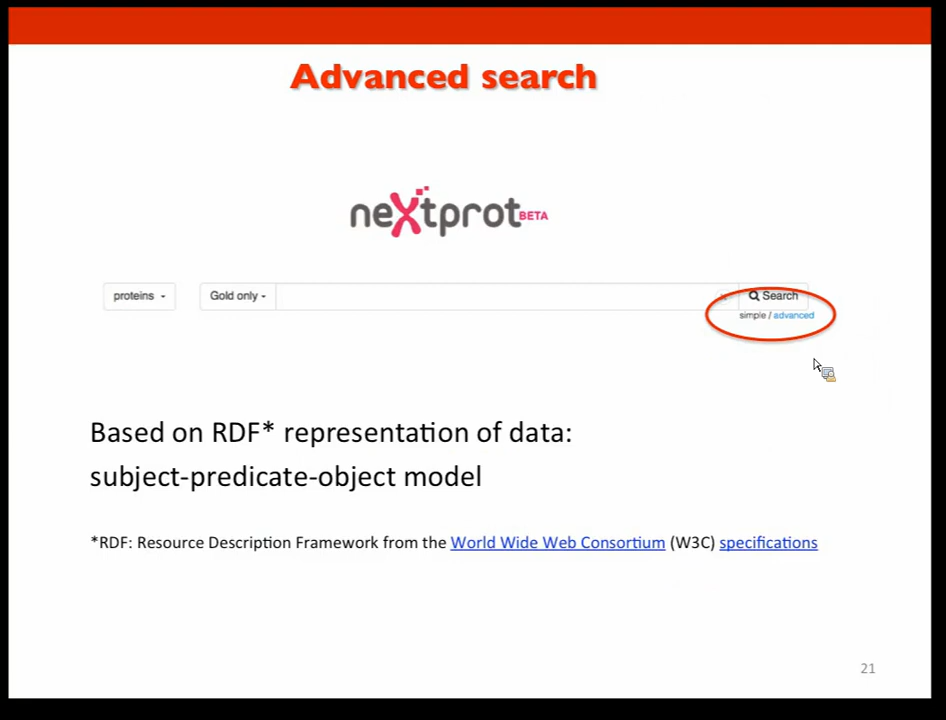 Advanced search
neXtprot BETA
proteins Gold only Search
simple / advanced
Based on RDF* representation of data:
subject-predicate-object model
*RDF: Resource Description Framework from the World Wide Web Consortium (W3C) specifications
21